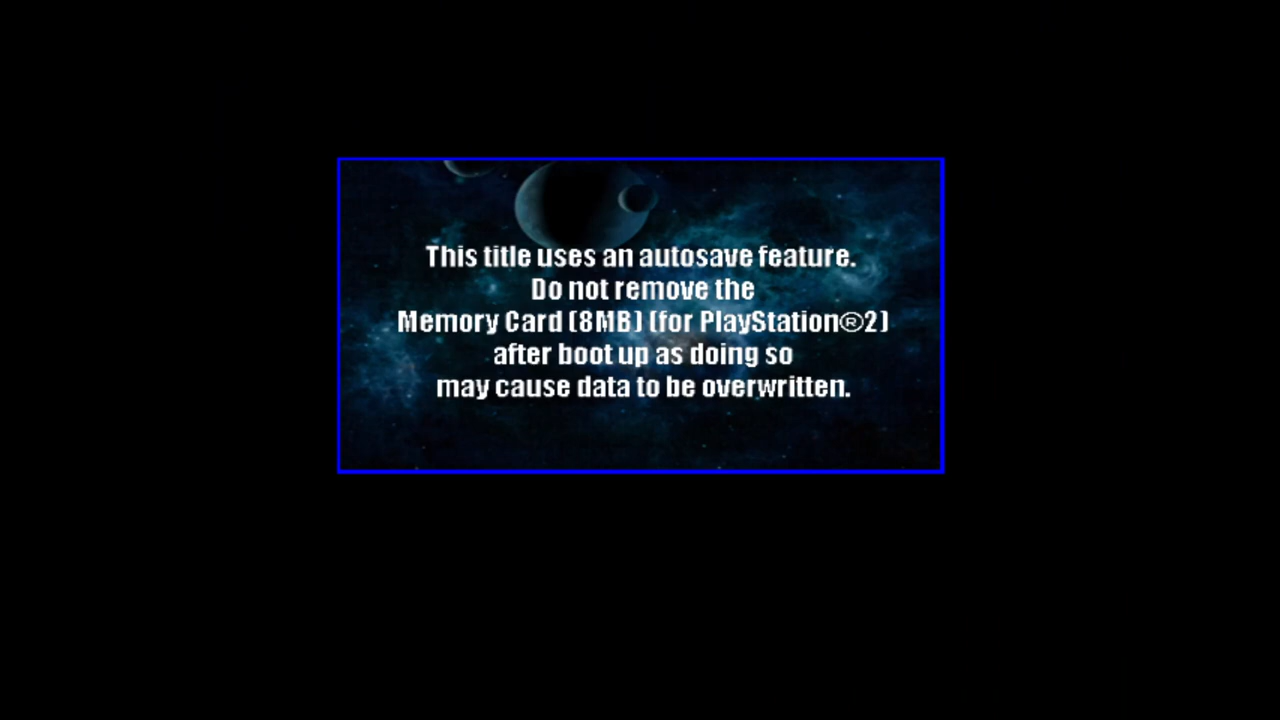 This title uses an autosave feature.
Do not remove the
Memory Card (8MB) (for PlayStation®2)
after boot up as doing so
may cause data to be overwritten.